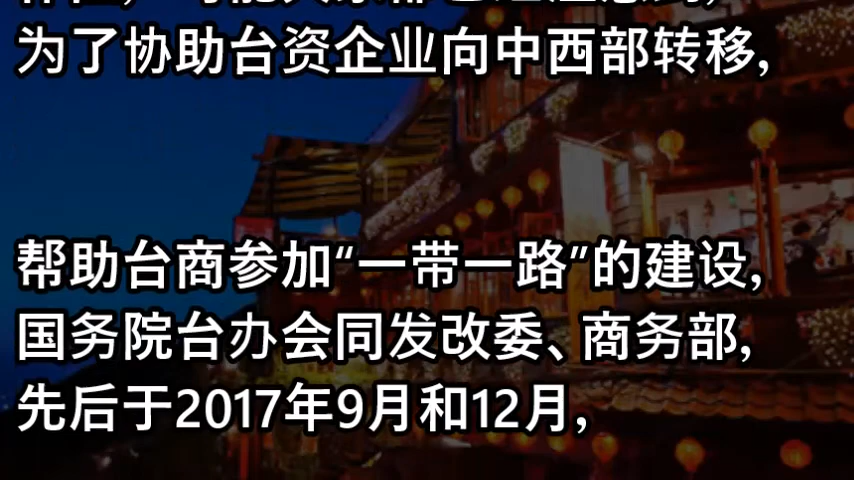 为了协助台资企业向中西部转移,
帮助台商参加“一带一路”的建设,
国务院台办会同发改委、商务部,
先后于2017年9月和12月,